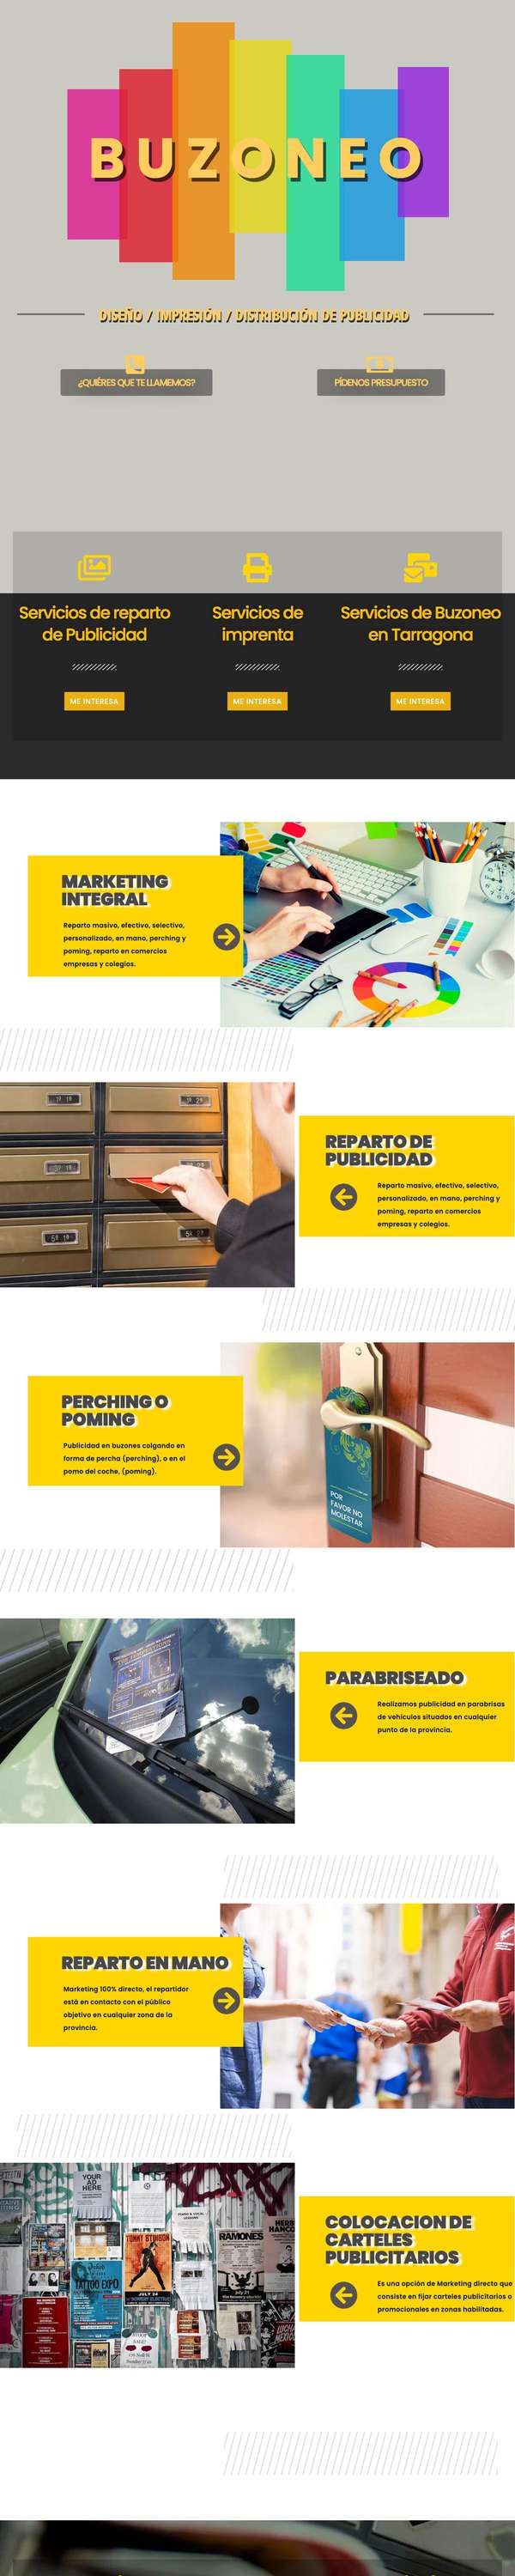 BUZONEO
DISEÑO / IMPRESIÓN / DISTRIBUCIÓN DE PUBLICIDAD
¿QUIÉRES QUE TE LLAMEMOS?
PÍDENOS PRESUPUESTO
Servicios de reparto
de Publicidad
ME INTERESA
Servicios de
imprenta
ME INTERESA
Servicios de Buzoneo
en Tarragona
ME INTERESA
MARKETING
INTEGRAL
Reparto masivo, efectivo, selectivo,
personalizado, en mano, perching y
poming, reparto en comercios
empresas y colegios.
REPARTO DE
PUBLICIDAD
Reparto masivo, efectivo, selectivo,
personalizado, en mano, perching y
poming, reparto en comercios
empresas y colegios.
PERCHING O
POMING
Publicidad en buzones colgando en
forma de percha (perching), o en el
pomo del coche, (poming).
POR
FAVOR NO
MOLESTAR
PARABRISEADO
Realizamos publicidad en parabrisas
de vehículos situados en cualquier
punto de la provincia.
REPARTO EN MANO
Marketing 100% directo, el repartidor
está en contacto con el público
objetivo en cualquier zona de la
provincia.
YOUR
AD
HERE
TOMMY STINSON
RAMONES
TATTOO EXPO
JULY 24
COLOCACION DE
CARTELES
PUBLICITARIOS
Es una opción de Marketing directo que
consiste en fijar carteles publicitarios o
promocionales en zonas habilitadas.